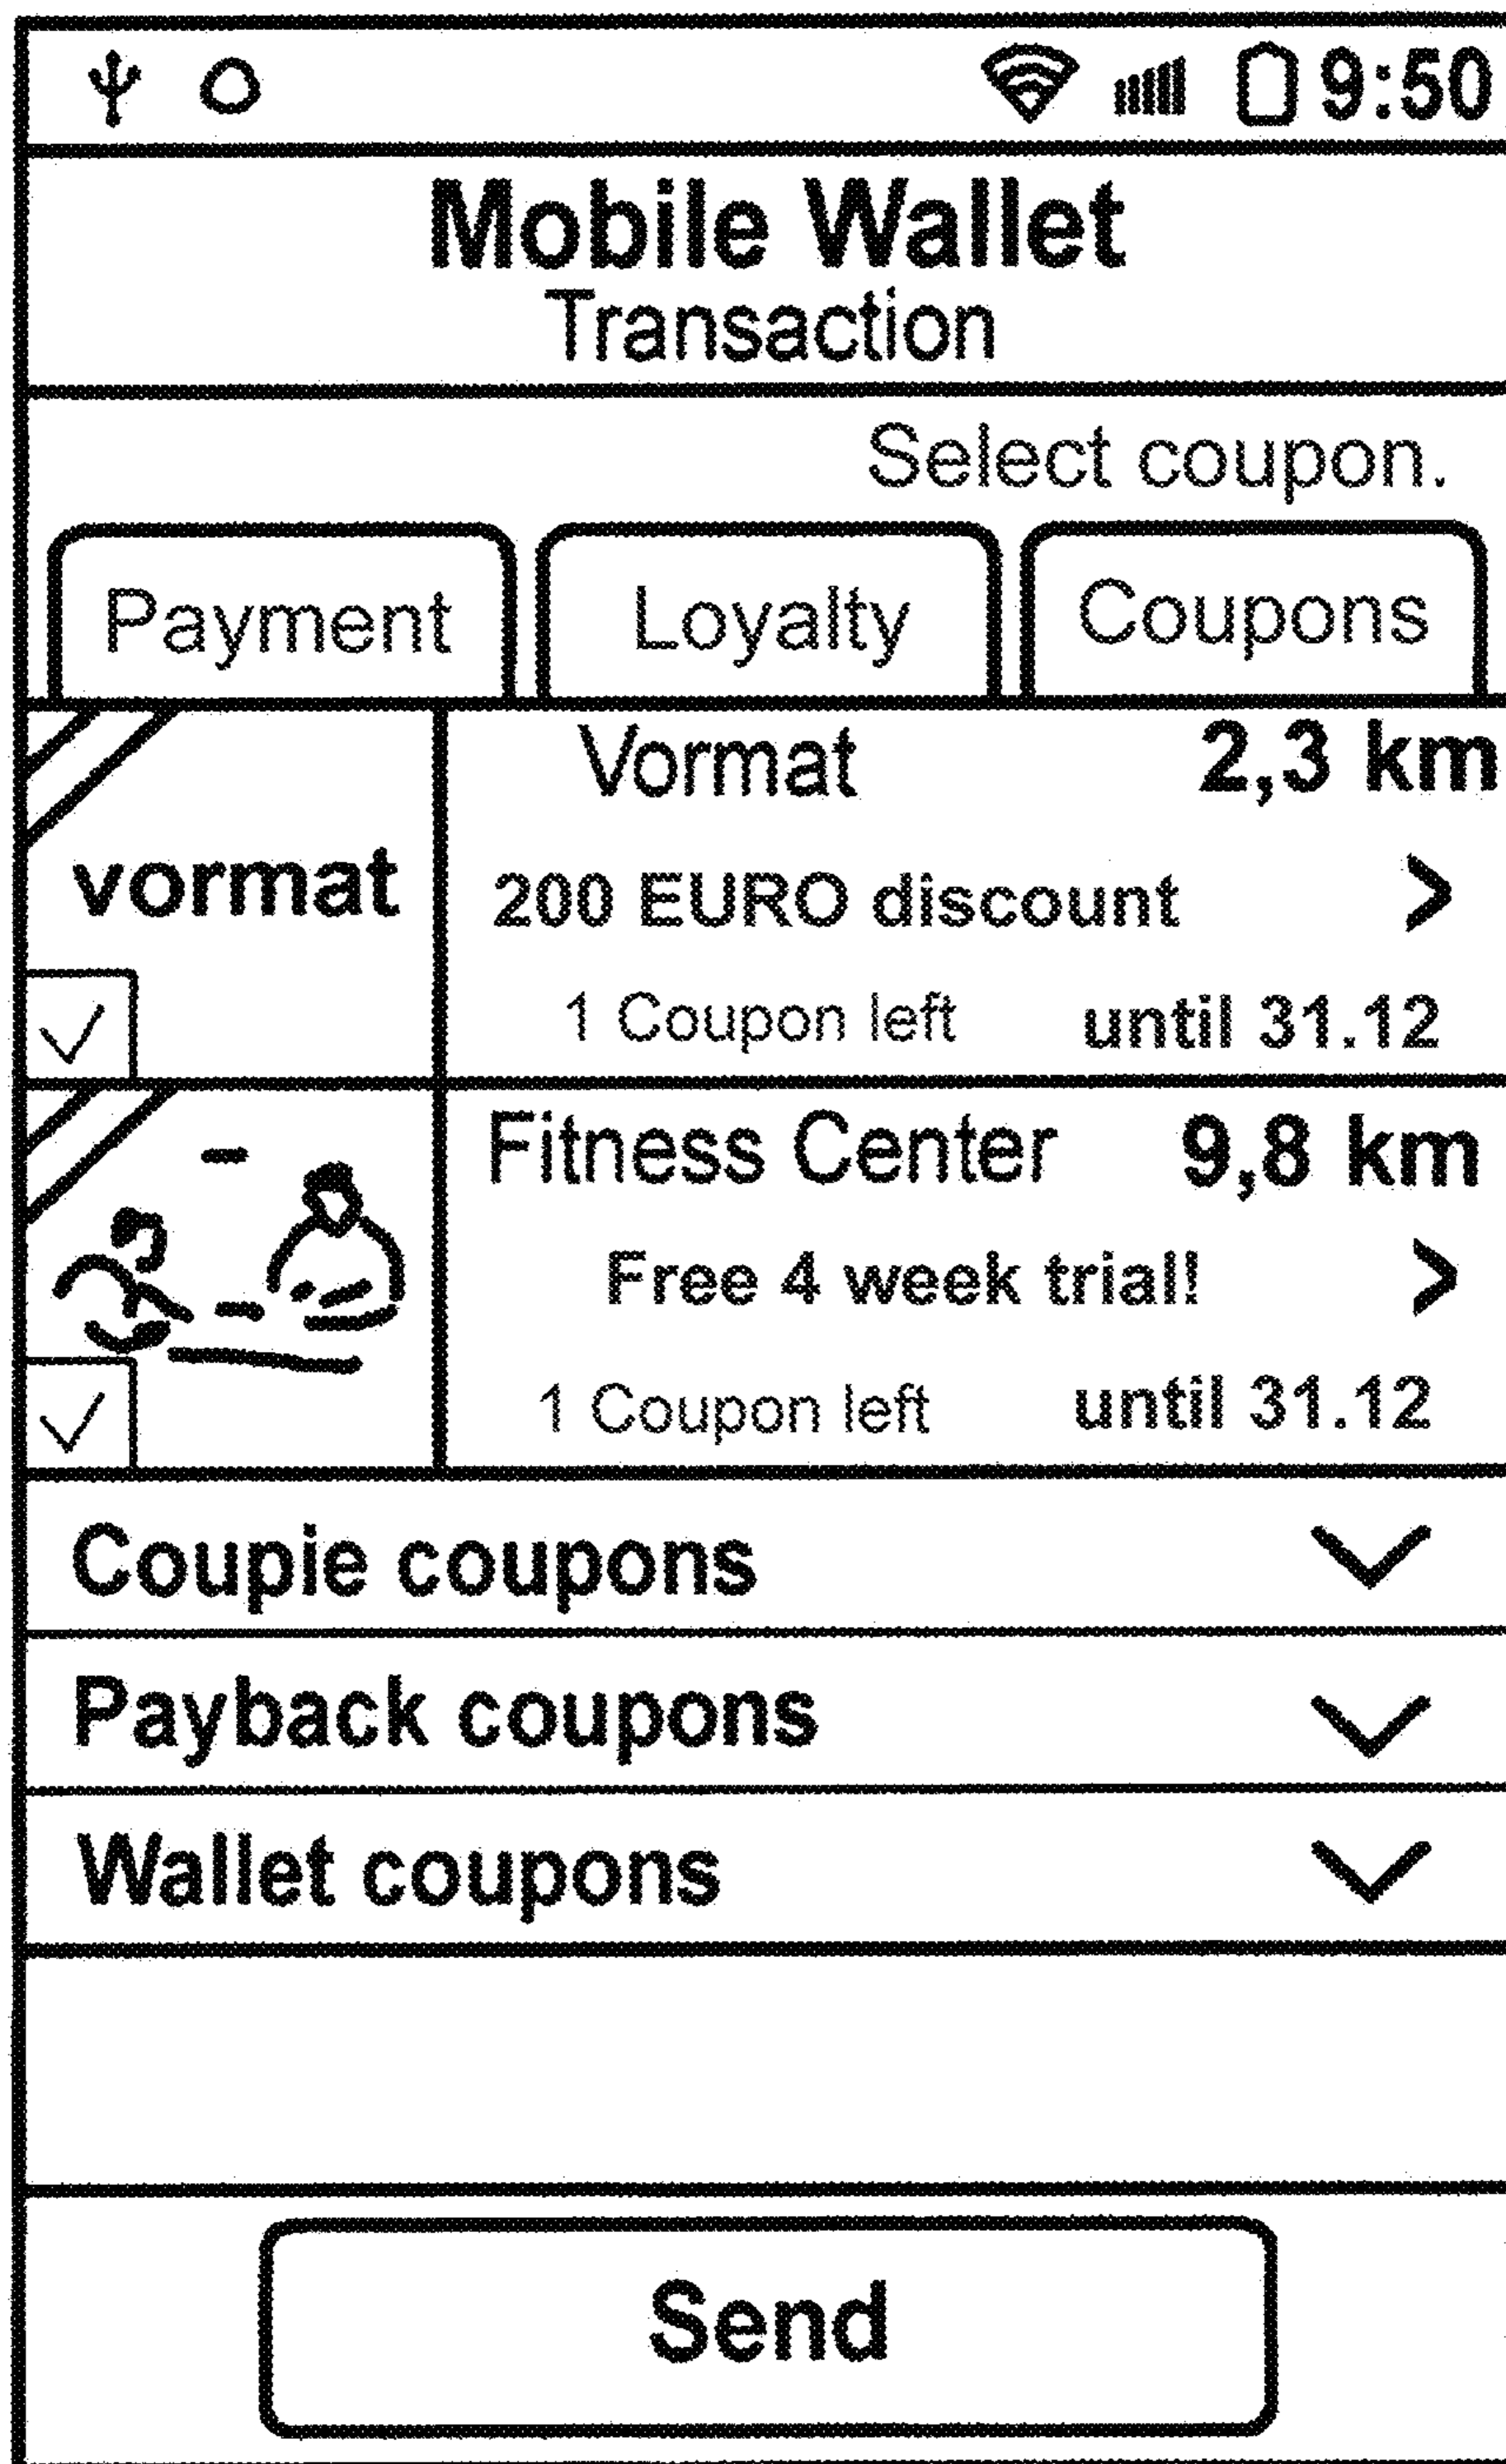 9:50
Mobile Wallet
Transaction
Select coupon.
Payment Loyalty Coupons
Vormat 2,3 km
vormat 200 EURO discount >
1 Coupon left until 31.12
Fitness Center 9,8 km
Free 4 week trial! >
1 Coupon left until 31.12
Coupie coupons
Payback coupons
Wallet coupons
Send